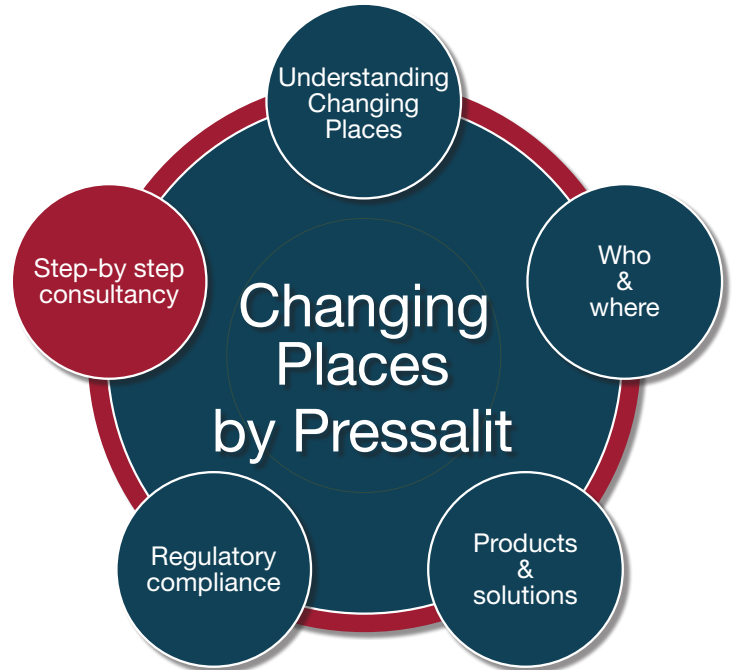 Understanding
Changing
Places
Step-by step
consultancy
Who
&
where
Changing
Places
by Pressalit
Regulatory
compliance
Products
&
solutions